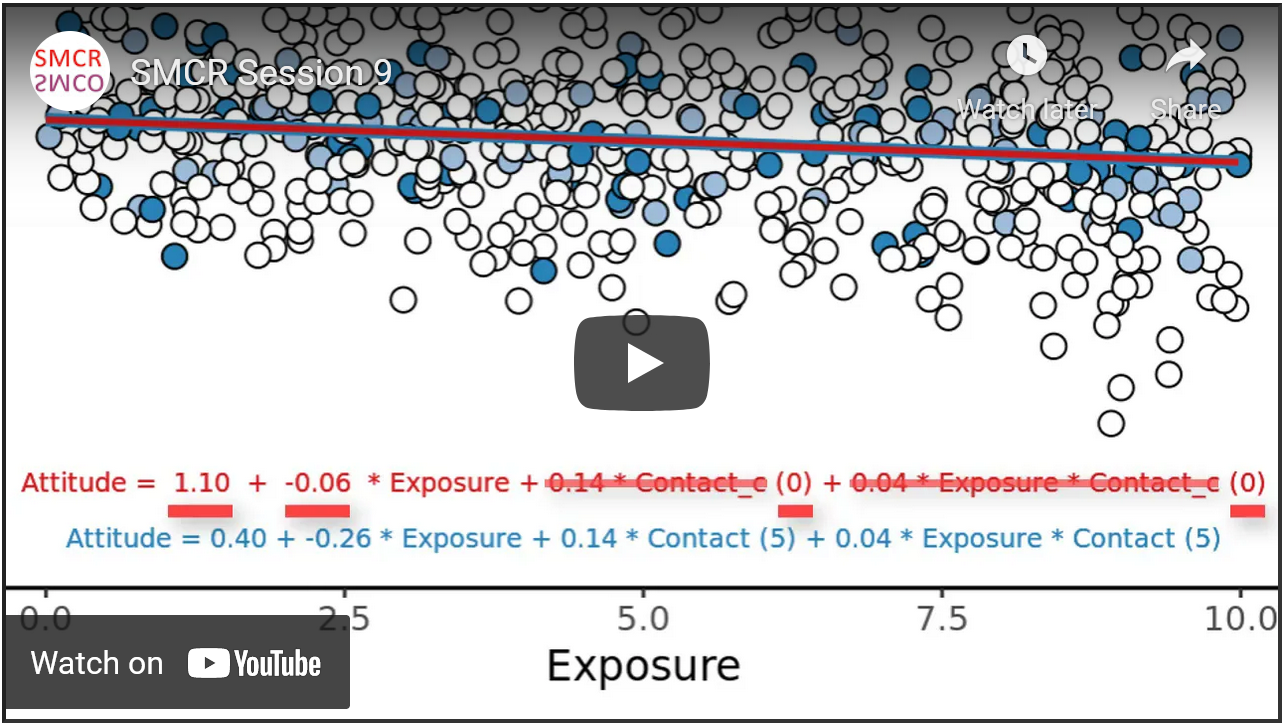 SMCR
SMCO
SMCR Session 9
Watch later
Share
Attitude = 1.10 + -0.06 * Exposure + 0.14 * Contact_c (0) + 0.04 * Exposure * Contact_c (0)
Attitude = 0.40 + -0.26 * Exposure + 0.14 * Contact (5) + 0.04 * Exposure * Contact (5)
0.0 2.5 5.0 7.5 10.0
Watch on YouTube
Exposure